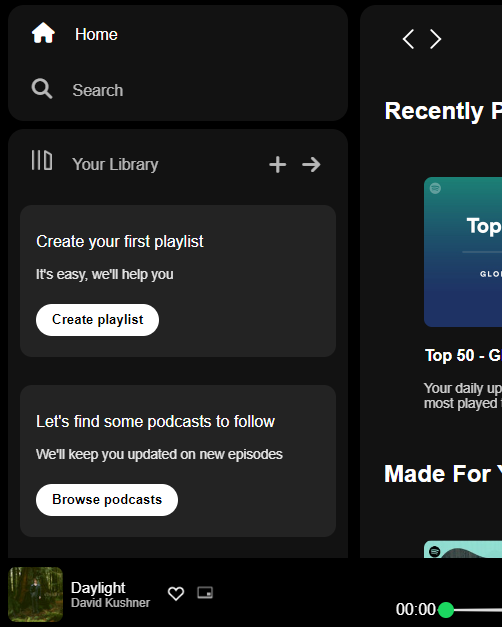 Home
Search
Your Library
Create your first playlist
It's easy, we'll help you
Create playlist
Let's find some podcasts to follow
We'll keep you updated on new episodes
Browse podcasts
Recently P
Top
GLO
Top 50 - G
Your daily up
most played
Made For
Daylight
David Kushner
00:00